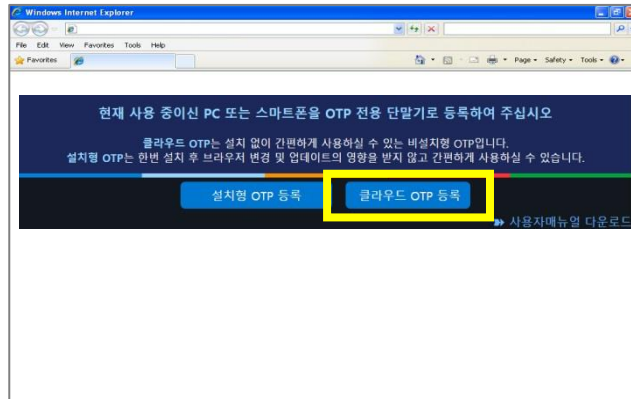 Windows Internet Explorer
File Edit View Favorites Tools Help
Favorites
Page Safety Tools
현재 사용 중이신 PC 또는 스마트폰을 OTP 전용 단말기로 등록하여 주십시오
클라우드 OTP는 설치 없이 간편하게 사용하실 수 있는 비설치형 OTP입니다.
설치형 OTP는 한번 설치 후 브라우저 변경 및 업데이트의 영향을 받지 않고 간편하게 사용하실 수 있습니다.
설치형 OTP 등록
클라우드 OTP 등록
사용자매뉴얼 다운로드